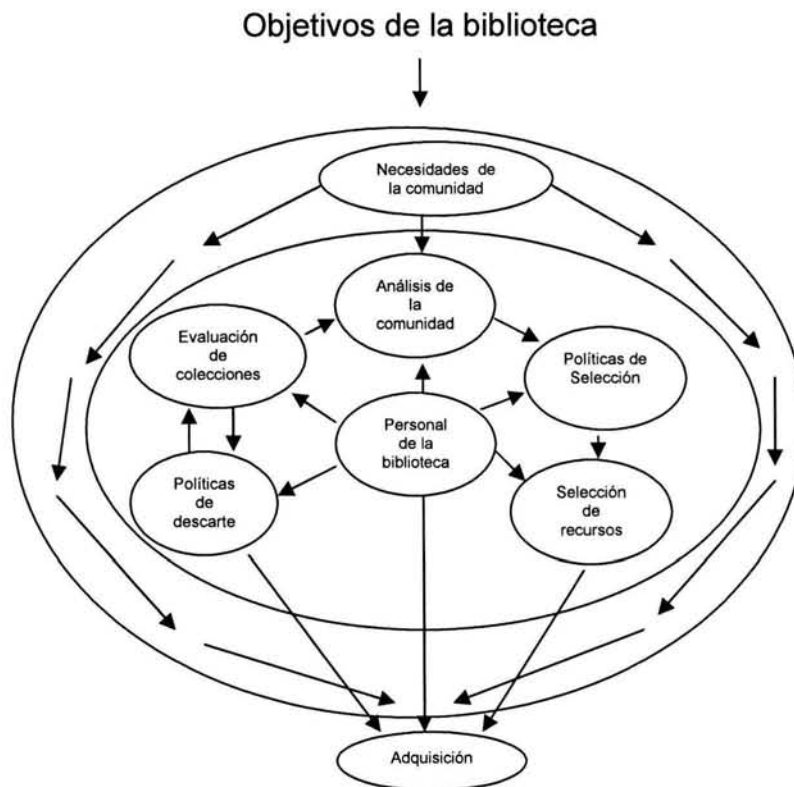 Objetivos de la biblioteca
Necesidades de
la comunidad
Análisis de
la
comunidad
Evaluación
de
colecciones
Políticas de
Selección
Personal
de la
biblioteca
Políticas
de
descarte
Selección
de
recursos
Adquisición